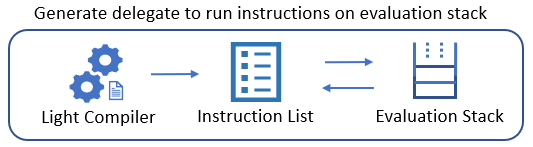 Generate delegate to run instructions on evaluation stack
Light Compiler
Instruction List
Evaluation Stack